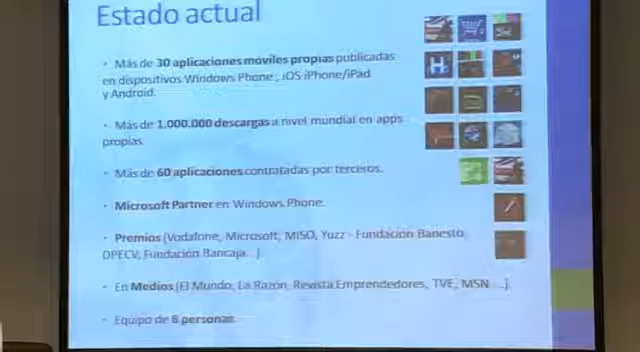 Estado actual
• Más de 30 aplicaciones móviles propias publicadas
en dispositivos Windows Phone, iOS iPhone/iPad
y Android.
• Más de 1.000.000 descargas a nivel mundial en apps
propias.
• Más de 60 aplicaciones contratadas por terceros.
• Microsoft Partner en Windows Phone.
• Premios (Vodafone, Microsoft, MISO, Yuzz - Fundación Banesto,
OPECV, Fundación Bancaja...).
• En Medios (El Mundo, La Razón, Revista Emprendedores, TVE, MSN ...).
• Equipo de 8 personas.
H